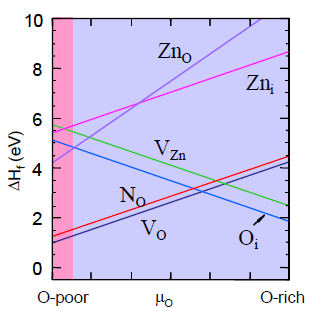 10
8
6
4
2
0
ΔH_f (eV)
Zn_O
Zn_i
V_Zn
N_O
V_O
O_i
O-poor
μ_O
O-rich